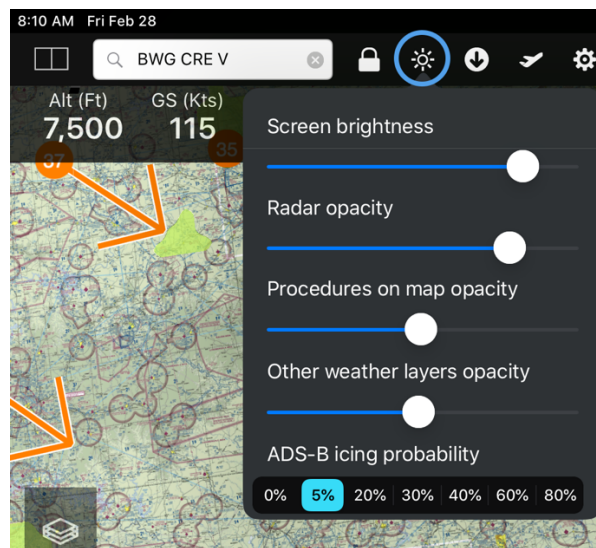 8:10 AM Fri Feb 28
BWG CRE V
Alt (Ft) GS (Kts)
7,500 115
37 35
Screen brightness
Radar opacity
Procedures on map opacity
Other weather layers opacity
ADS-B icing probability
0% 5% 20% 30% 40% 60% 80%